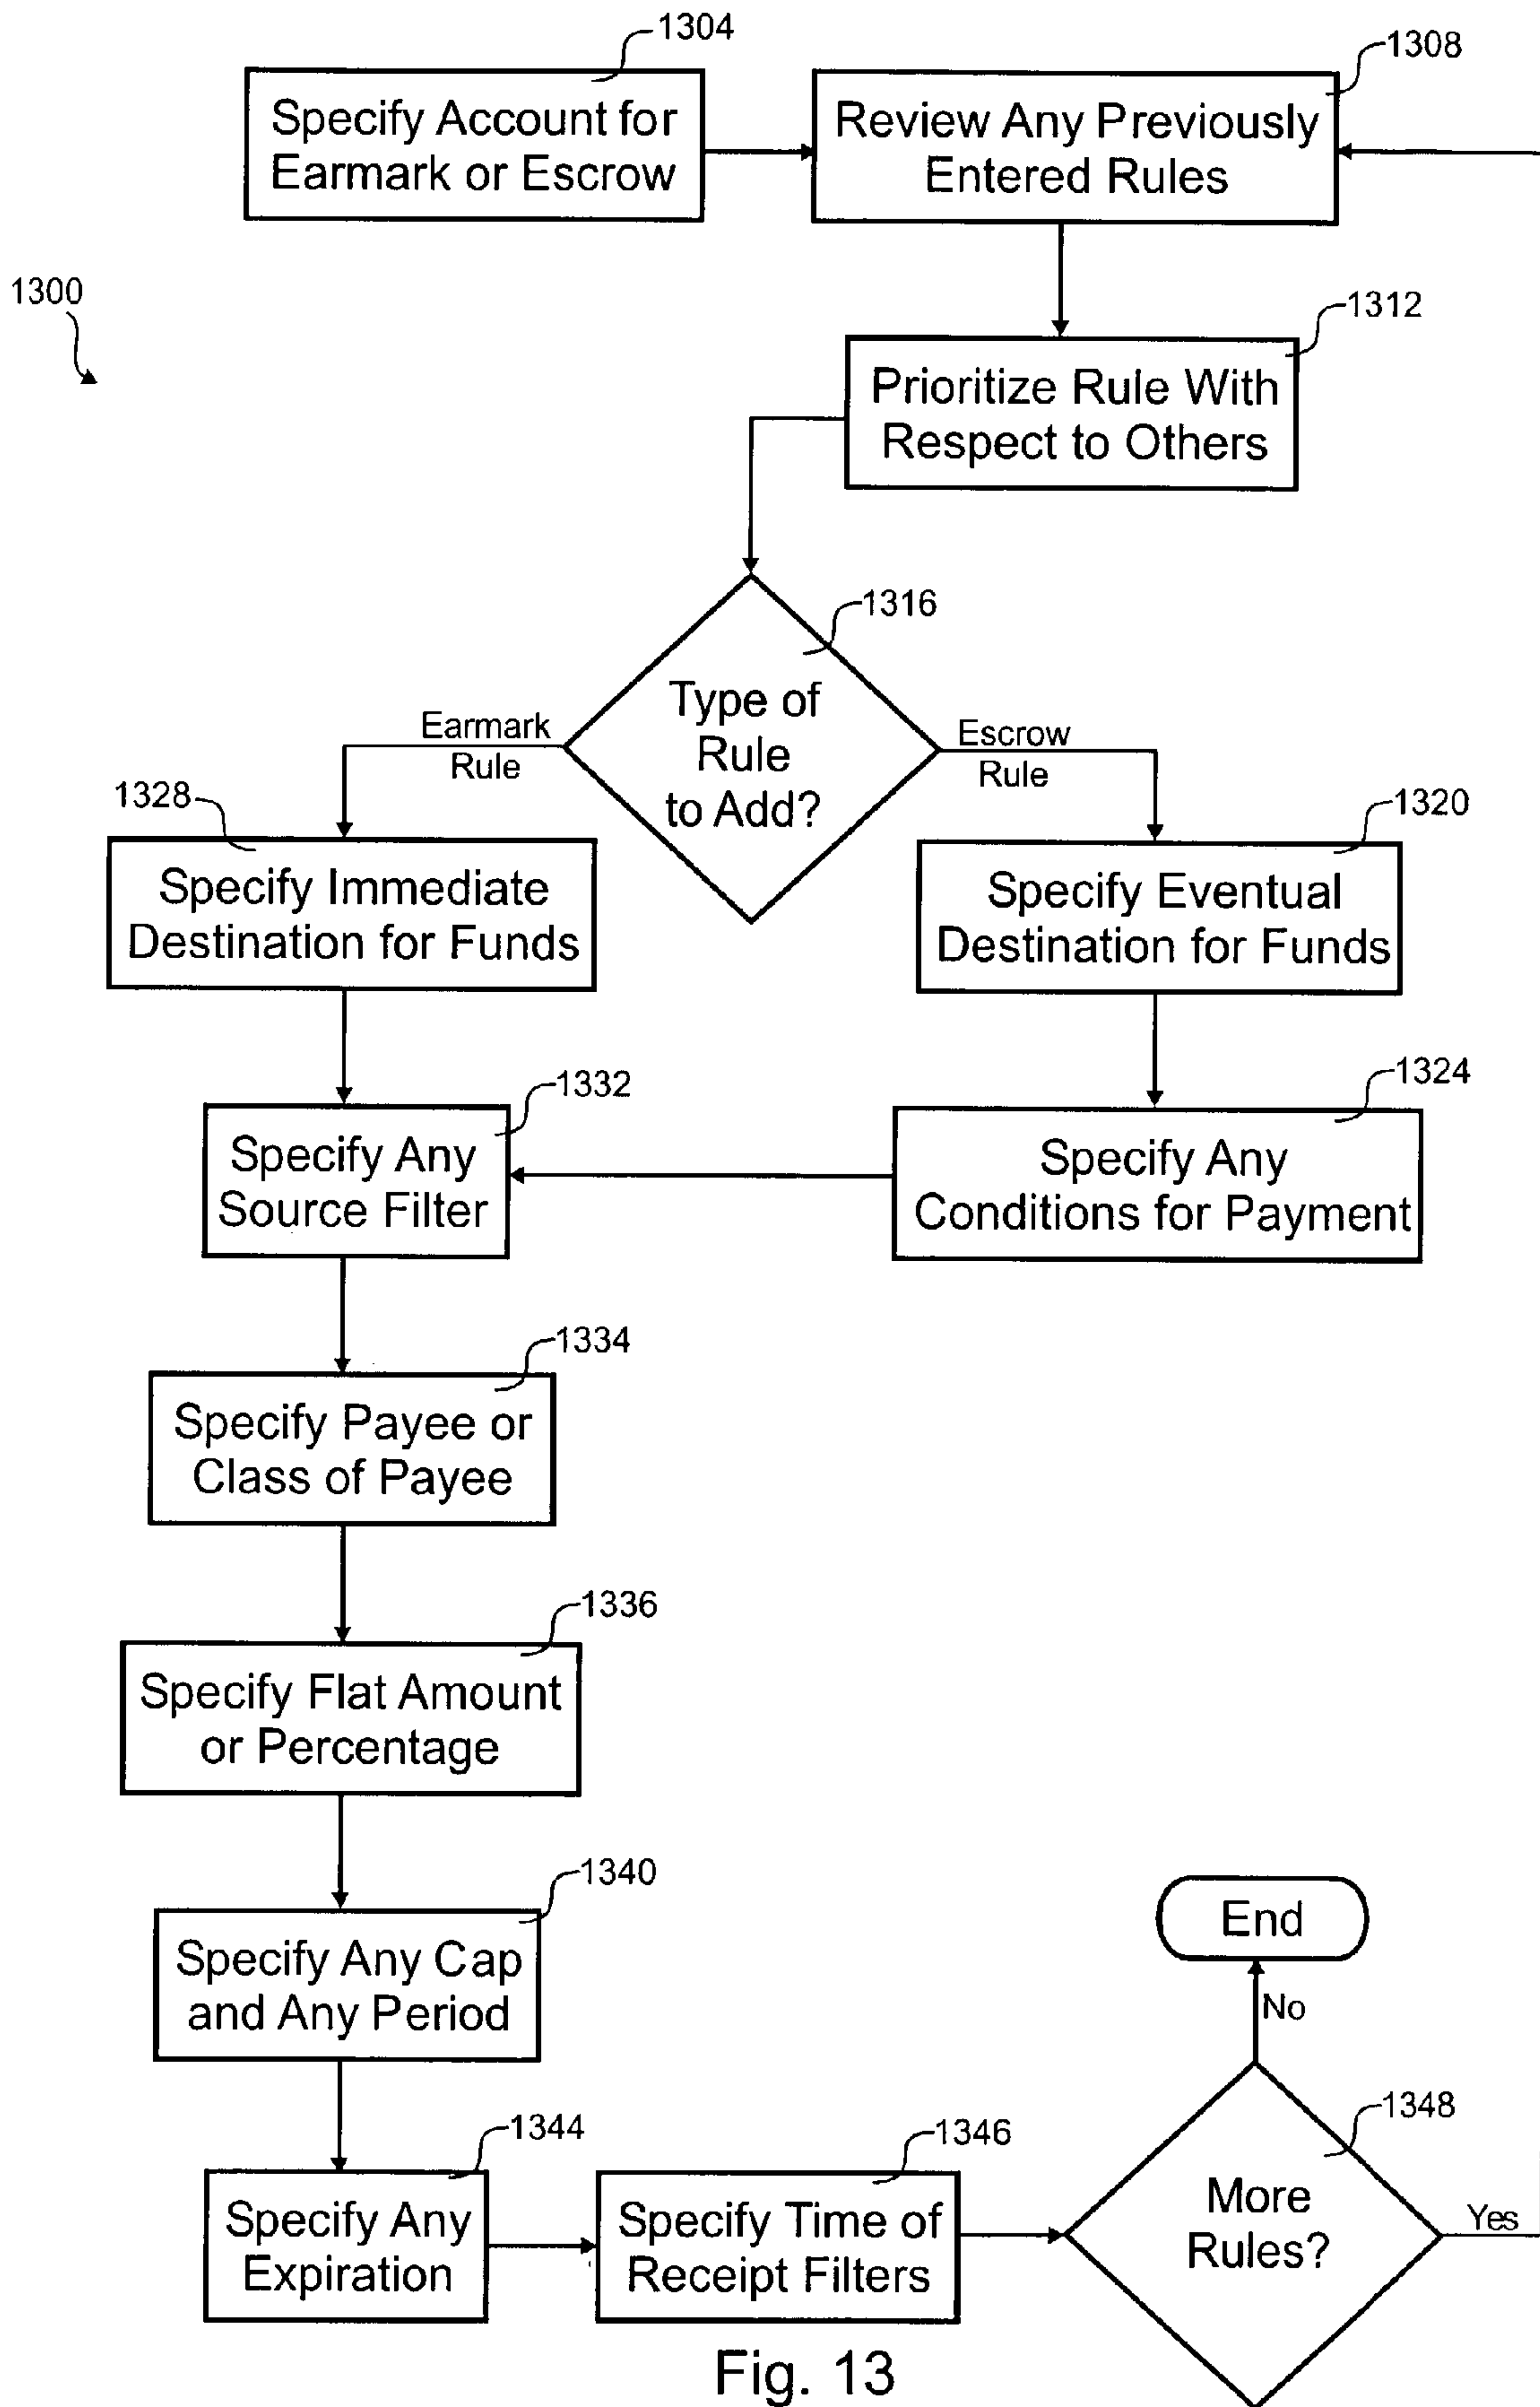 1304
Specify Account for
Earmark or Escrow
1308
Review Any Previously
Entered Rules
1300
1312
Prioritize Rule With
Respect to Others
1316
Type of
Rule
to Add?
Earmark
Rule
Escrow
Rule
1328
Specify Immediate
Destination for Funds
1320
Specify Eventual
Destination for Funds
1332
Specify Any
Source Filter
1324
Specify Any
Conditions for Payment
1334
Specify Payee or
Class of Payee
1336
Specify Flat Amount
or Percentage
1340
Specify Any Cap
and Any Period
End
No
1344
Specify Any
Expiration
1346
Specify Time of
Receipt Filters
1348
More
Rules?
Yes
Fig. 13